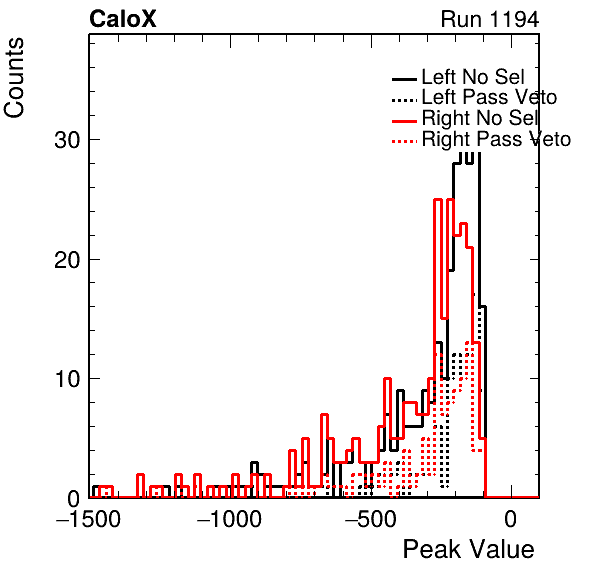 CaloX Run 1194
Counts
Left No Sel
Left Pass Veto
Right No Sel
Right Pass Veto
30
20
10
0
−1500 −1000 −500 0
Peak Value